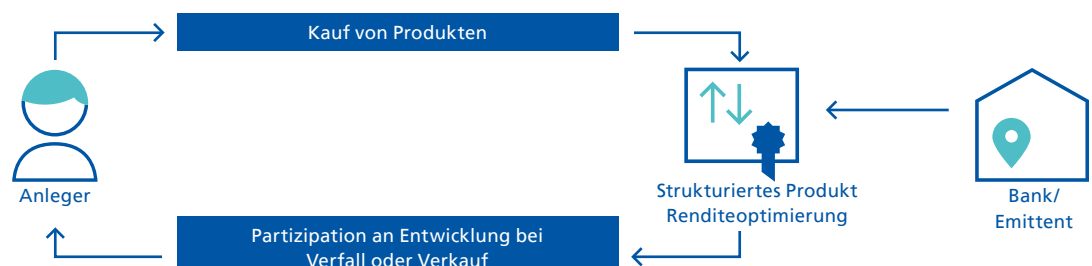 Kauf von Produkten
Anleger
Strukturiertes Produkt
Renditeoptimierung
Bank/
Emittent
Partizipation an Entwicklung bei
Verfall oder Verkauf